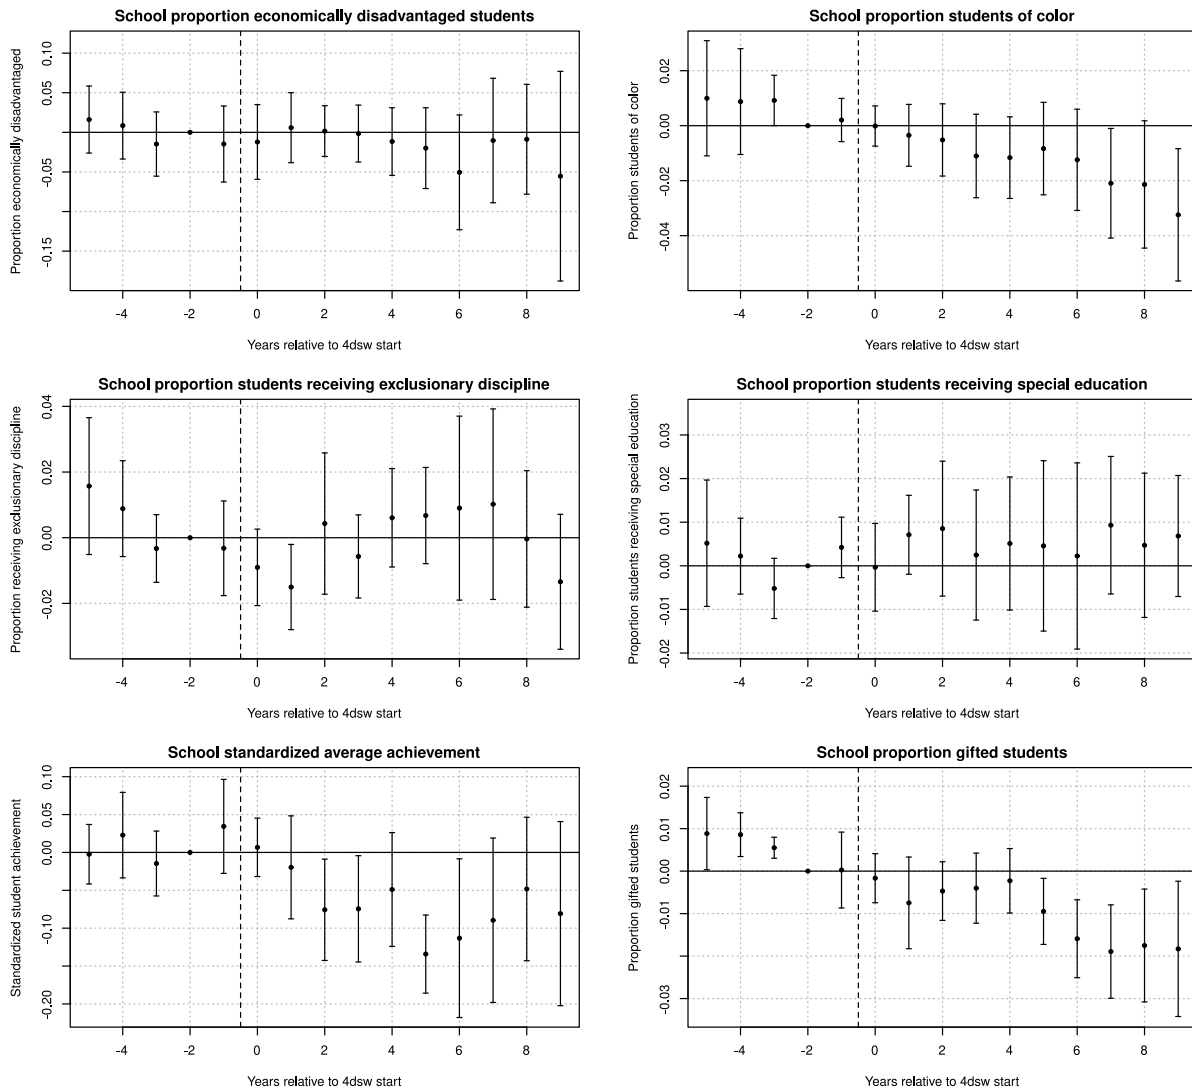 School proportion economically disadvantaged students
Proportion economically disadvantaged
0.10
0.05
-0.05
-0.15
-4 -2 0 2 4 6 8
Years relative to 4dsw start
School proportion students of color
Proportion students of color
0.02
0.00
-0.02
-0.04
-4 -2 0 2 4 6 8
Years relative to 4dsw start
School proportion students receiving exclusionary discipline
Proportion receiving exclusionary discipline
0.04
0.02
0.00
-0.02
-4 -2 0 2 4 6 8
Years relative to 4dsw start
School proportion students receiving special education
Proportion students receiving special education
0.03
0.01
0.00
-0.01
-0.02
-4 -2 0 2 4 6 8
Years relative to 4dsw start
School standardized average achievement
Standardized student achievement
0.10
0.05
0.00
-0.10
-0.20
-4 -2 0 2 4 6 8
Years relative to 4dsw start
School proportion gifted students
Proportion gifted students
0.02
0.01
0.00
-0.01
-0.03
-4 -2 0 2 4 6 8
Years relative to 4dsw start